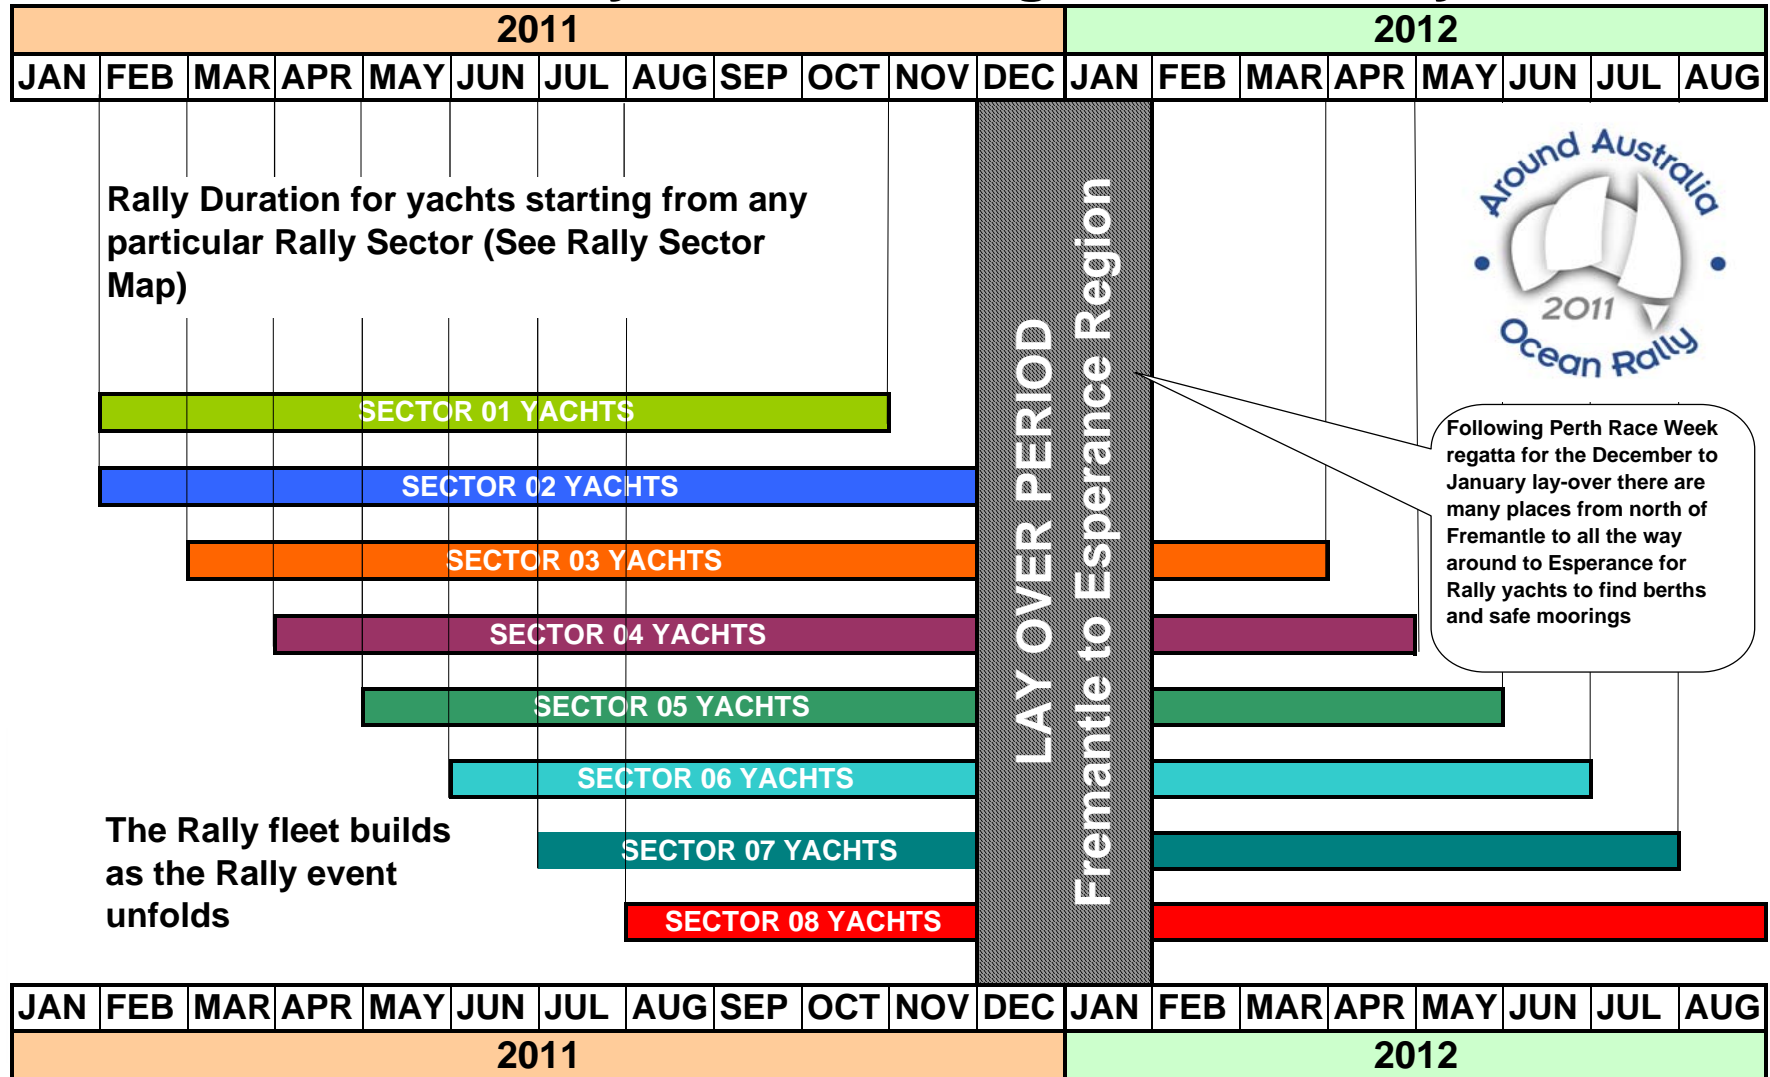 2011 2012
JAN FEB MAR APR MAY JUN JUL AUG SEP OCT NOV DEC JAN FEB MAR APR MAY JUN JUL AUG
Rally Duration for yachts starting from any
particular Rally Sector (See Rally Sector
Map)
Around Australia
2011
Ocean Rally
LAY OVER PERIOD
Fremantle to Esperance Region
Following Perth Race Week
regatta for the December to
January lay-over there are
many places from north of
Fremantle to all the way
around to Esperance for
Rally yachts to find berths
and safe moorings
SECTOR 01 YACHTS
SECTOR 02 YACHTS
SECTOR 03 YACHTS
SECTOR 04 YACHTS
SECTOR 05 YACHTS
SECTOR 06 YACHTS
SECTOR 07 YACHTS
SECTOR 08 YACHTS
The Rally fleet builds
as the Rally event
unfolds
JAN FEB MAR APR MAY JUN JUL AUG SEP OCT NOV DEC JAN FEB MAR APR MAY JUN JUL AUG
2011 2012